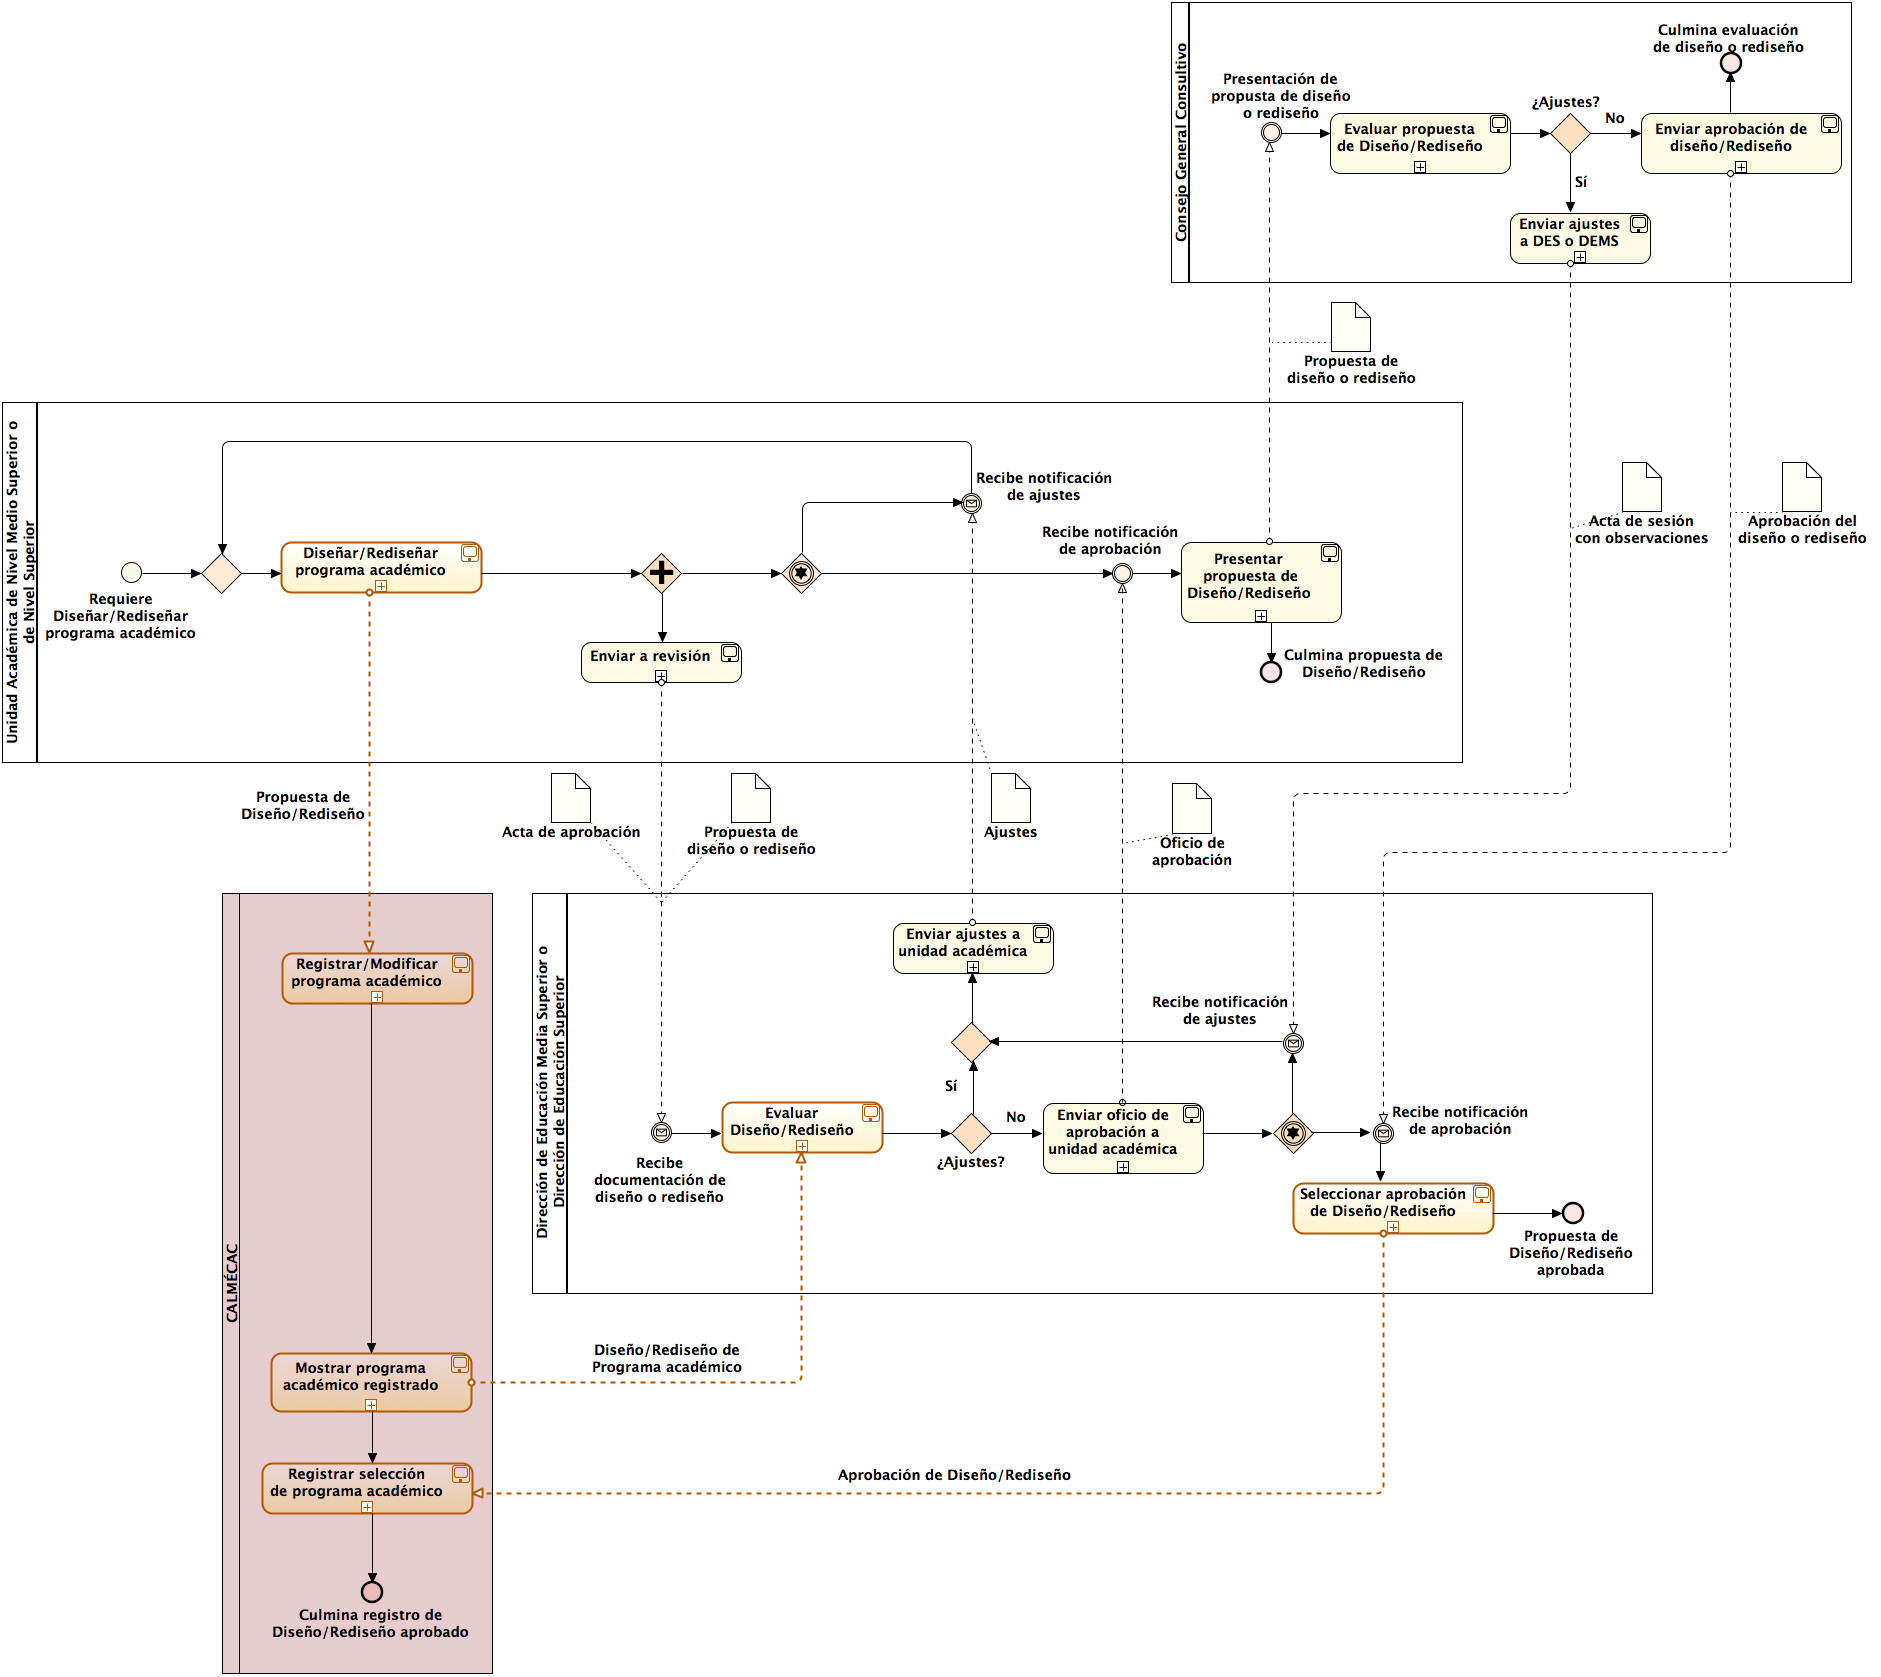 Consejo General Consultivo
Culmina evaluación
de diseño o rediseño
Presentación de
propusta de diseño
o rediseño
Evaluar propuesta
de Diseño/Rediseño
¿Ajustes?
No
Enviar aprobación de
diseño/Rediseño
Sí
Enviar ajustes
a DES o DEMS
Propuesta de
diseño o rediseño
Acta de sesión
con observaciones
Aprobación del
diseño o rediseño
Unidad Académica de Nivel Medio Superior o
de Nivel Superior
Requiere
Diseñar/Rediseñar
programa académico
Diseñar/Rediseñar
programa académico
Enviar a revisión
Recibe notificación
de ajustes
Recibe notificación
de aprobación
Presentar
propuesta de
Diseño/Rediseño
Culmina propuesta de
Diseño/Rediseño
Propuesta de
Diseño/Rediseño
Acta de aprobación
Propuesta de
diseño o rediseño
Ajustes
Oficio de
aprobación
CALMÉCAC
Registrar/Modificar
programa académico
Mostrar programa
académico registrado
Registrar selección
de programa académico
Culmina registro de
Diseño/Rediseño aprobado
Dirección de Educación Media Superior o
Dirección de Educación Superior
Enviar ajustes a
unidad académica
Recibe notificación
de ajustes
Sí
Recibe
documentación de
diseño o rediseño
Evaluar
Diseño/Rediseño
¿Ajustes?
No
Enviar oficio de
aprobación a
unidad académica
Recibe notificación
de aprobación
Seleccionar aprobación
de Diseño/Rediseño
Propuesta de
Diseño/Rediseño
aprobada
Diseño/Rediseño de
Programa académico
Aprobación de Diseño/Rediseño